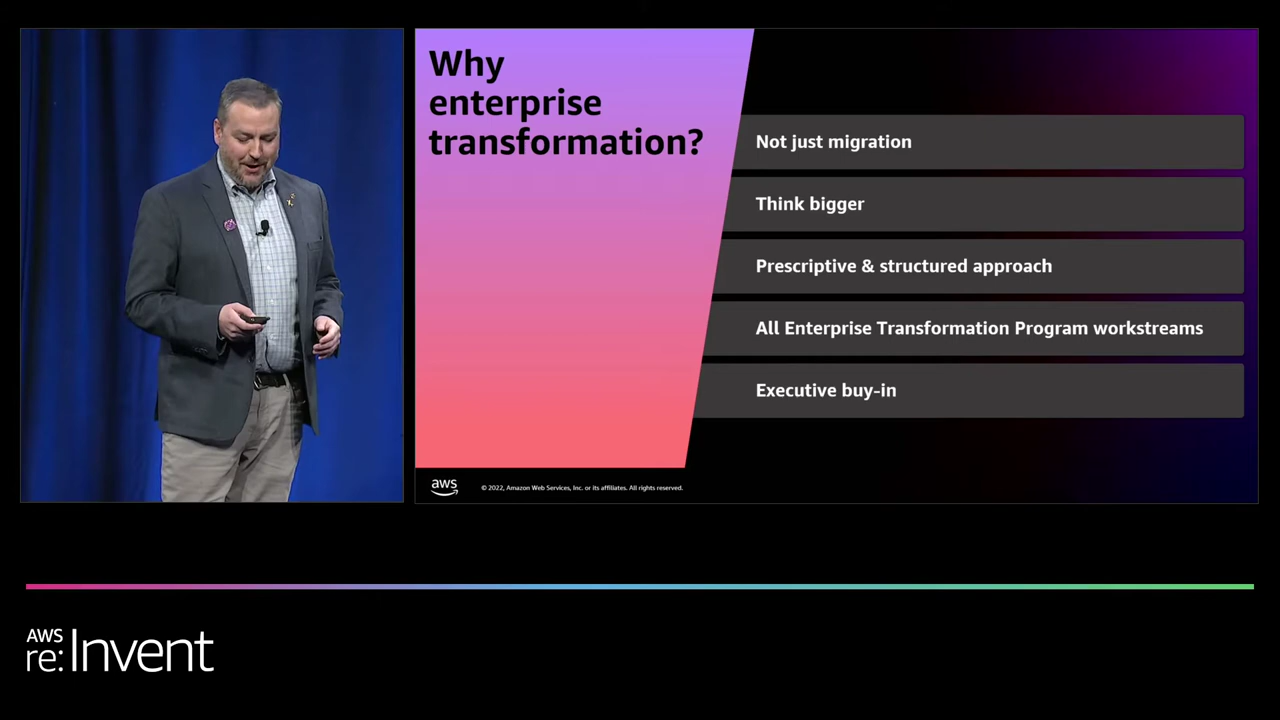 Why
enterprise
transformation?
Not just migration
Think bigger
Prescriptive & structured approach
All Enterprise Transformation Program workstreams
Executive buy-in
aws
© 2022, Amazon Web Services, Inc. or its affiliates. All rights reserved.
AWS
re:Invent